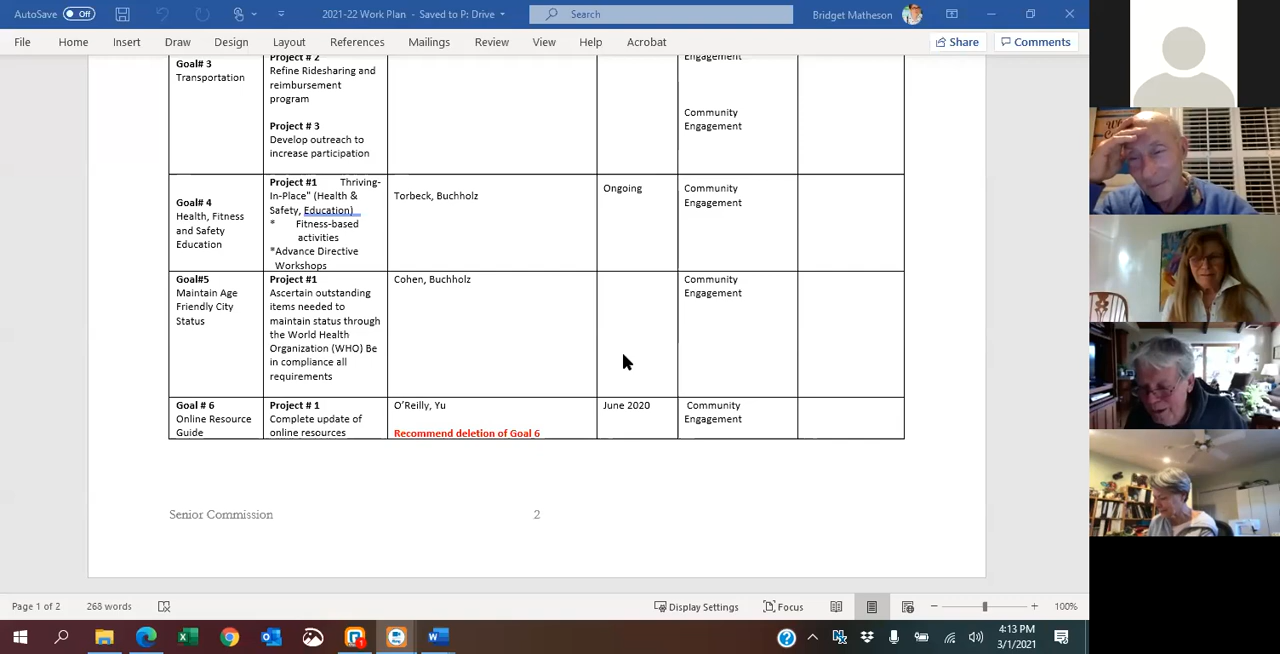 AutoSave Off 2021-22 Work Plan - Saved to P: Drive Search Bridget Matheson
File Home Insert Draw Design Layout References Mailings Review View Help Acrobat Share Comments
Goal# 3
Transportation
Project # 2
Refine Ridesharing and
reimbursement
program
Project # 3
Develop outreach to
increase participation
Engagement
Community
Engagement
Goal# 4
Health, Fitness
and Safety
Education
Project #1 Thriving-
In-Place" (Health &
Safety, Education)
* Fitness-based
activities
*Advance Directive
Workshops
Torbeck, Buchholz
Ongoing
Community
Engagement
Goal#5
Maintain Age
Friendly City
Status
Project #1
Ascertain outstanding
items needed to
maintain status through
the World Health
Organization (WHO) Be
in compliance all
requirements
Cohen, Buchholz
Community
Engagement
Goal # 6
Online Resource
Guide
Project # 1
Complete update of
online resources
O'Reilly, Yu
Recommend deletion of Goal 6
June 2020
Community
Engagement
Senior Commission 2
Page 1 of 2 268 words Display Settings Focus 100%
4:13 PM
3/1/2021